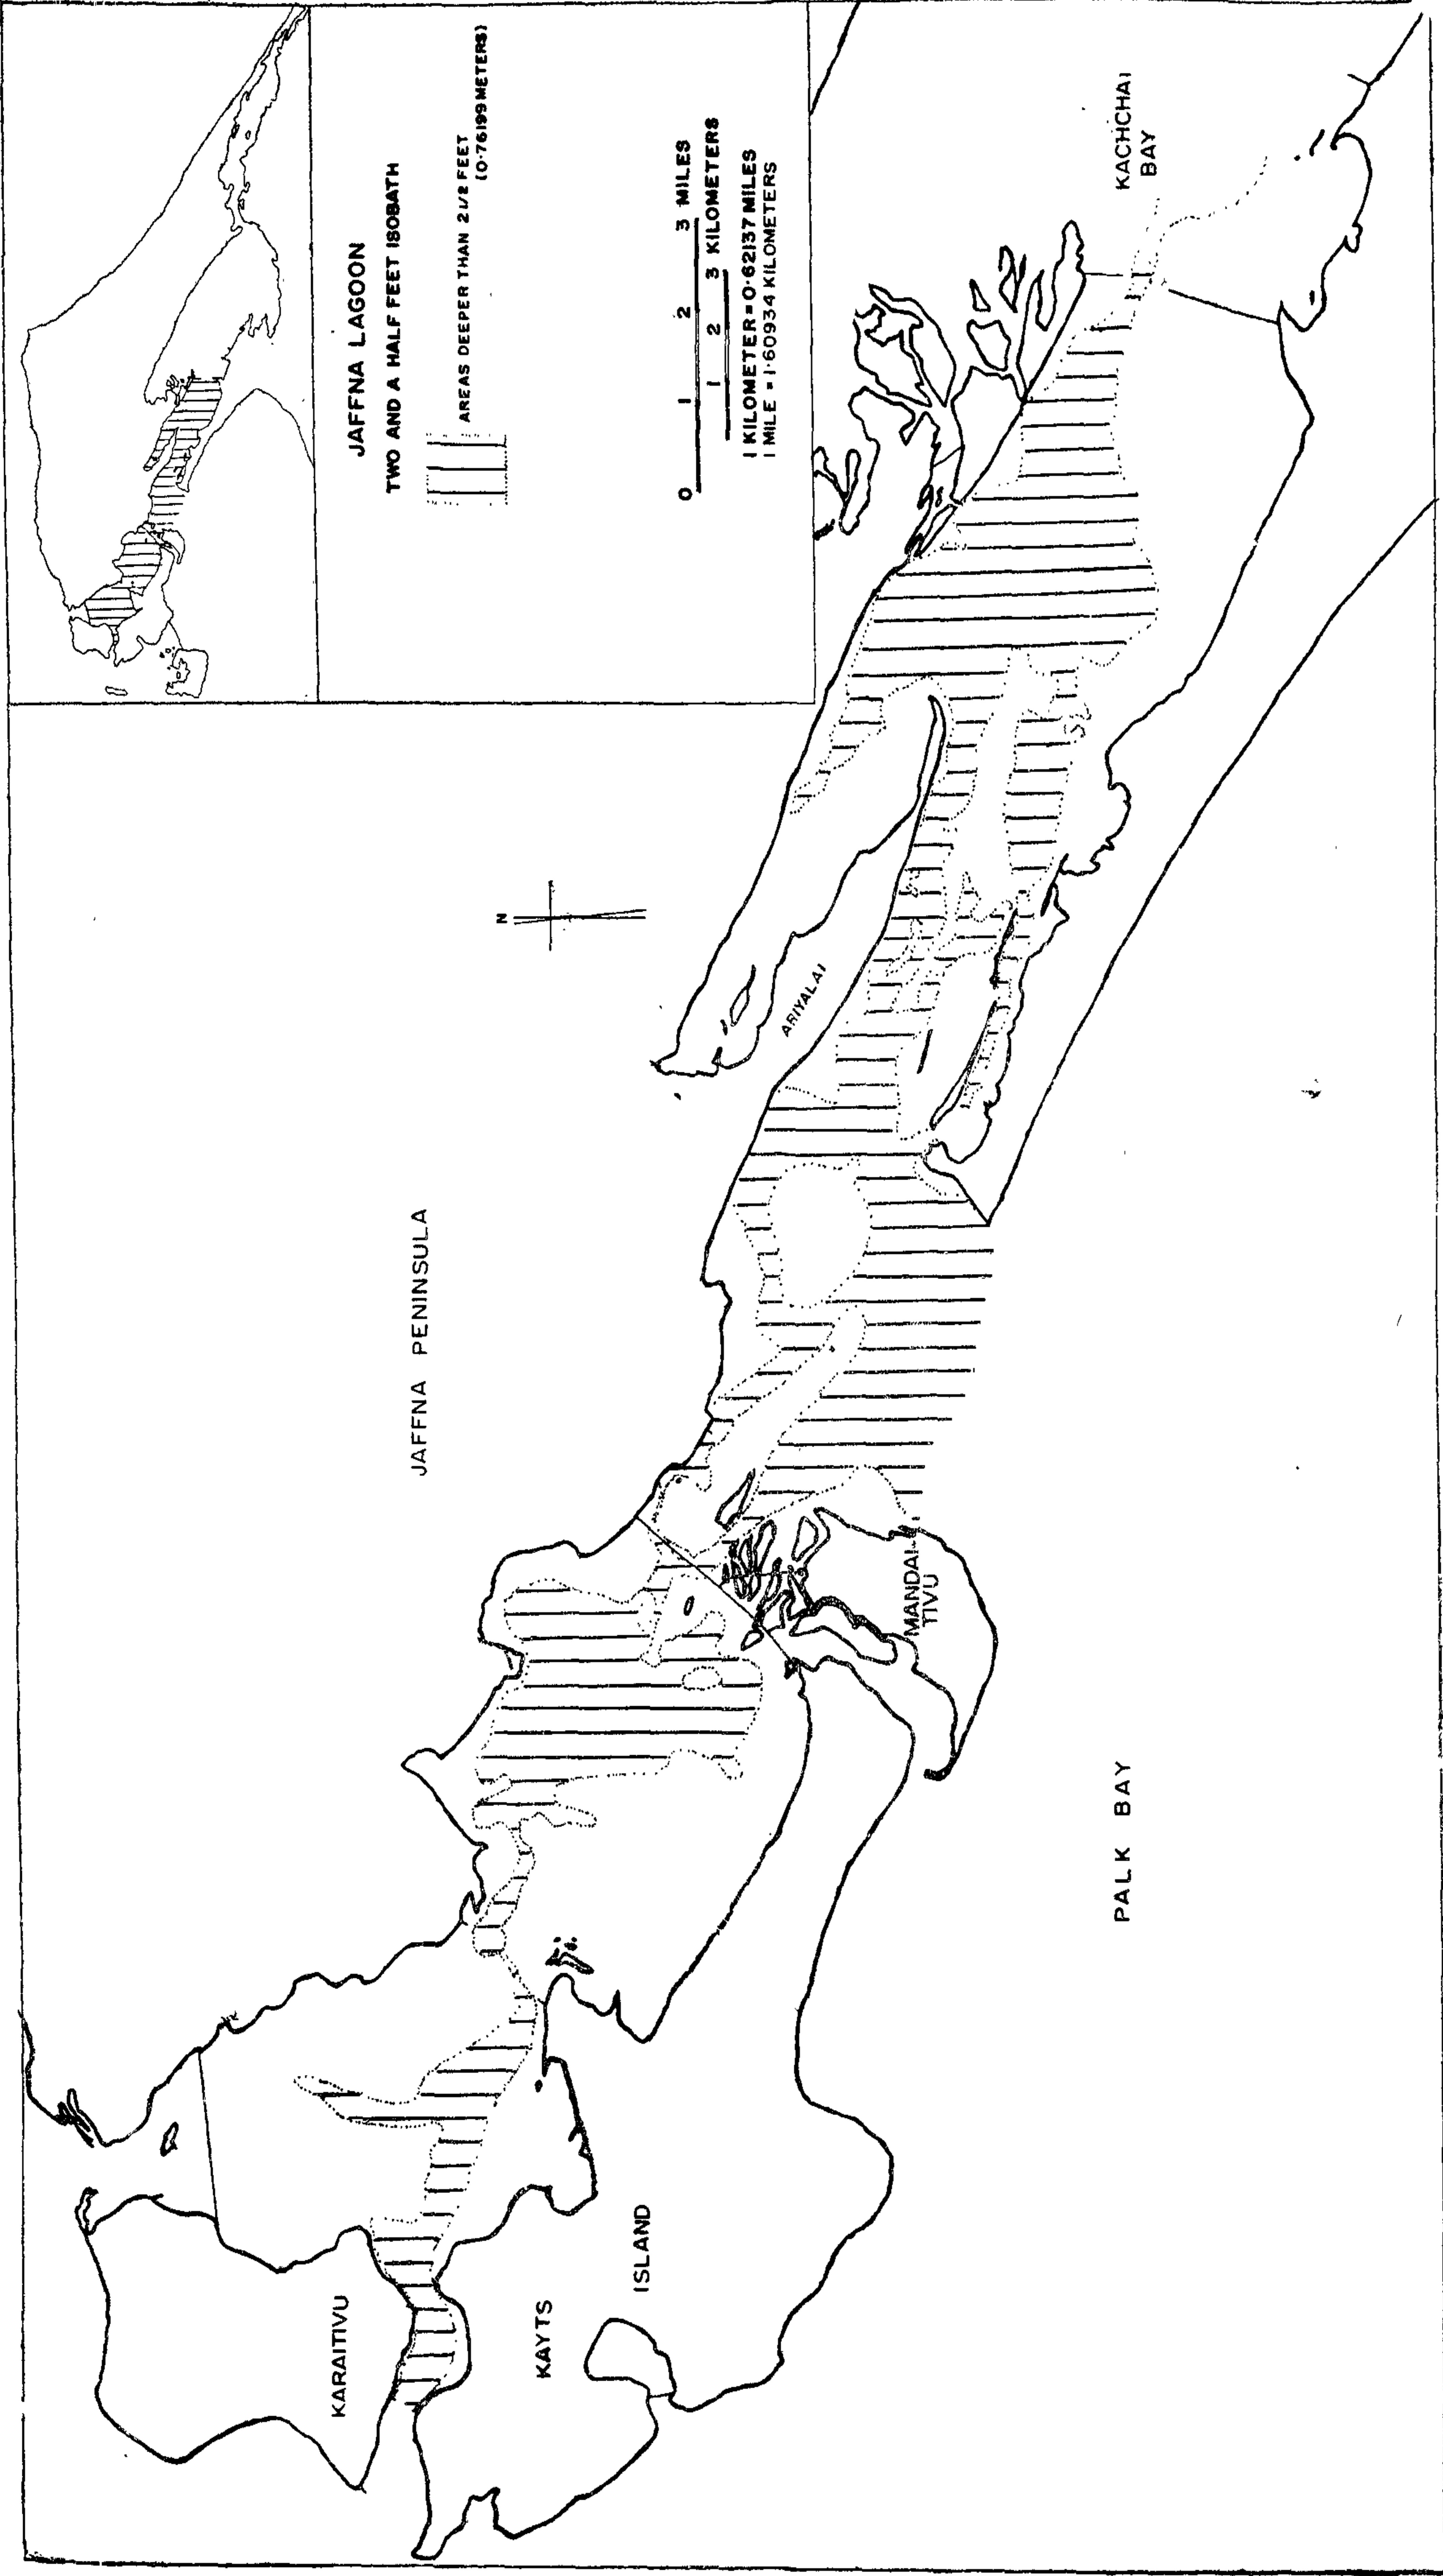 JAFFNA LAGOON
TWO AND A HALF FEET ISOBATH
AREAS DEEPER THAN 2 1/2 FEET
(0·76199 METERS)
0 1 2 3 MILES
1 2 3 KILOMETERS
1 KILOMETER = 0·62137 MILES
1 MILE = 1·60934 KILOMETERS
N
JAFFNA PENINSULA
KARAITIVU
KAYTS
ISLAND
MANDAI-
TIVU
ARIYALAI
KACHCHAI
BAY
PALK BAY